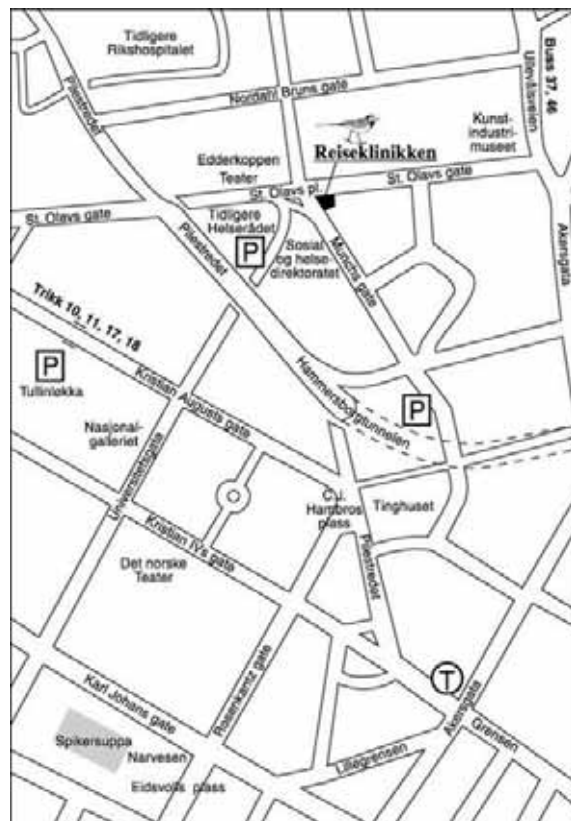 Tidligere
Rikshospitalet
Pilestredet
Nordahl Bruns gate
Ullevålsveien
Buss 37, 46
Kunst-
industri-
museet
Reiseklinikken
Edderkoppen
Teater
St. Olavs pl.
St. Olavs gate
St. Olavs gate
Tidligere
Helserådet
P
Pilestredet
Sosial
og helse-
direktoratet
Munchs gate
Akersgata
Trikk 10, 11, 17, 18
P
Tullinløkka
Kristian Augusts gate
Hammersborgtunnelen
P
Nasjonal-
galleriet
Universitetsgata
C.J.
Hambros
plass
Tinghuset
Kristian IVs gate
Det norske
Teater
Pilestredet
Rosenkrantz gate
T
Akersgata
Grensen
Karl Johans gate
Lillegrensen
Spikersuppa
Narvesen
Eidsvolls plass